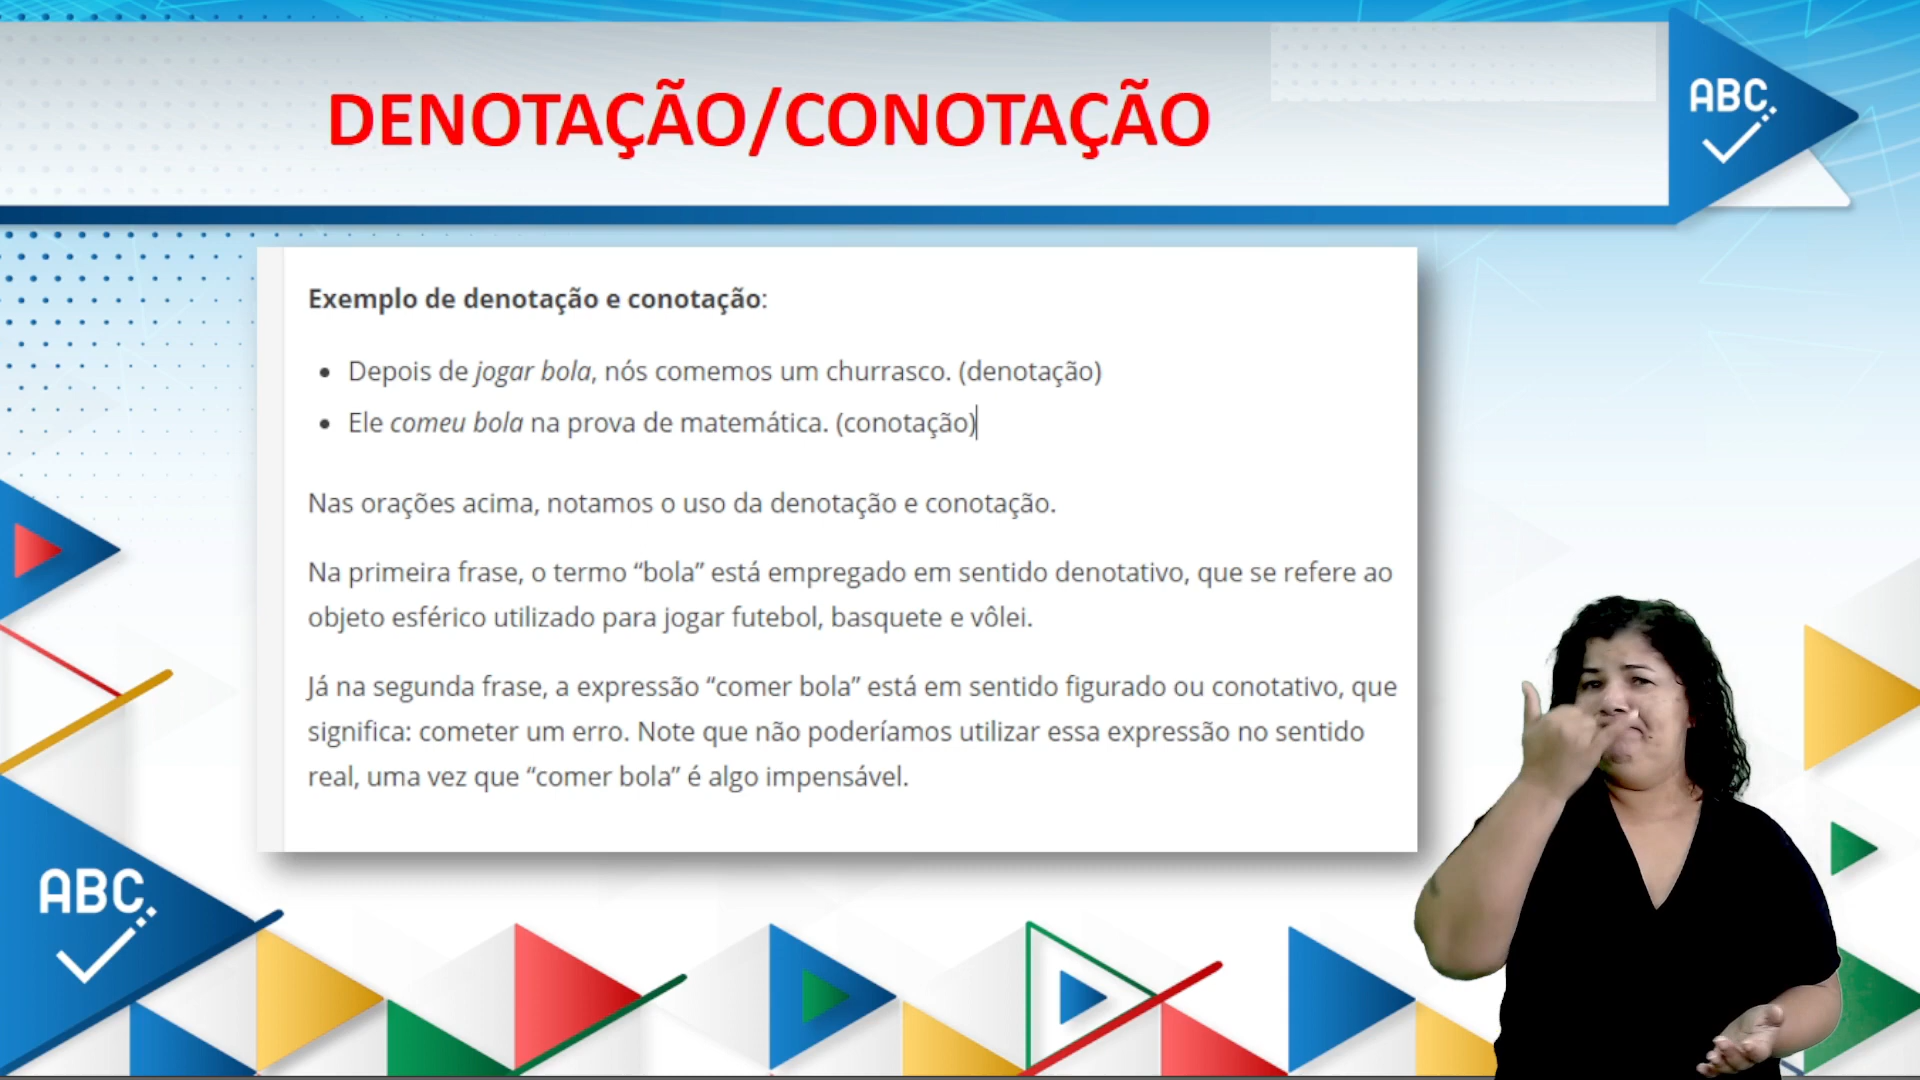 DENOTAÇÃO/CONOTAÇÃO
ABC
Exemplo de denotação e conotação:
• Depois de jogar bola, nós comemos um churrasco. (denotação)
• Ele comeu bola na prova de matemática. (conotação)
Nas orações acima, notamos o uso da denotação e conotação.
Na primeira frase, o termo “bola” está empregado em sentido denotativo, que se refere ao
objeto esférico utilizado para jogar futebol, basquete e vôlei.
Já na segunda frase, a expressão “comer bola” está em sentido figurado ou conotativo, que
significa: cometer um erro. Note que não poderíamos utilizar essa expressão no sentido
real, uma vez que “comer bola” é algo impensável.
ABC